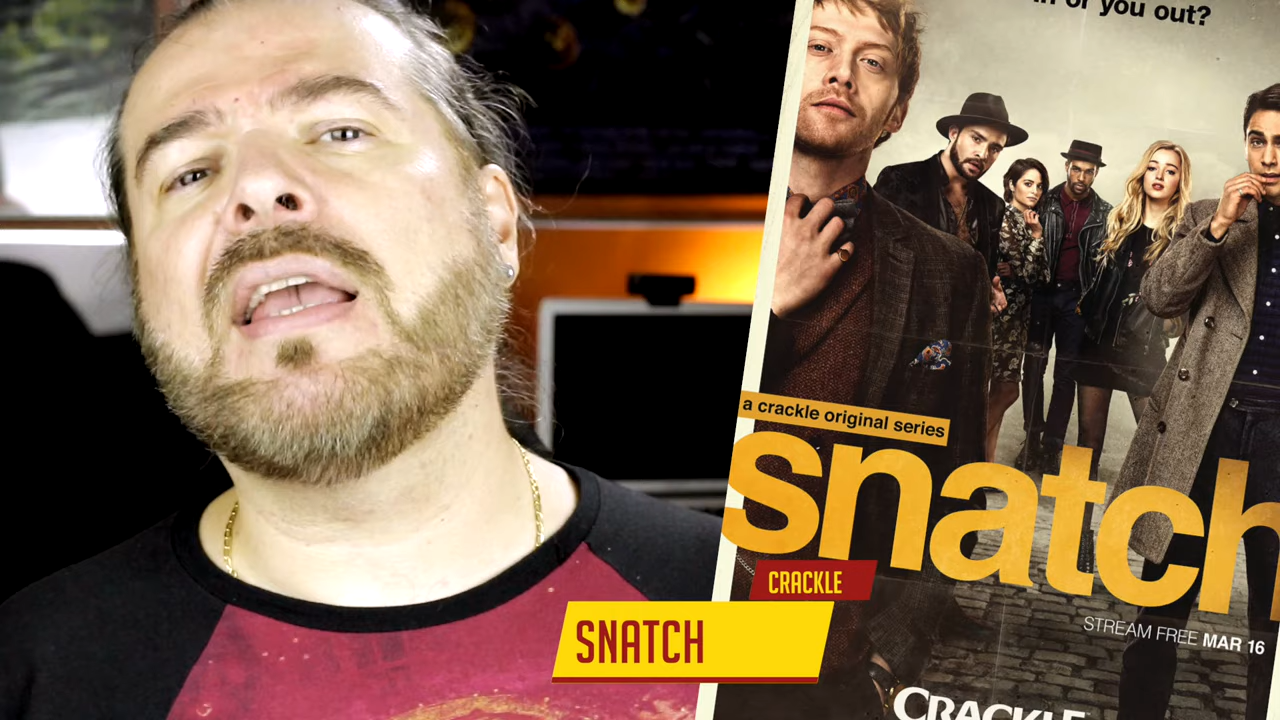 in or you out?
a crackle original series
snatch
CRACKLE
SNATCH
STREAM FREE MAR 16
CRACKLE